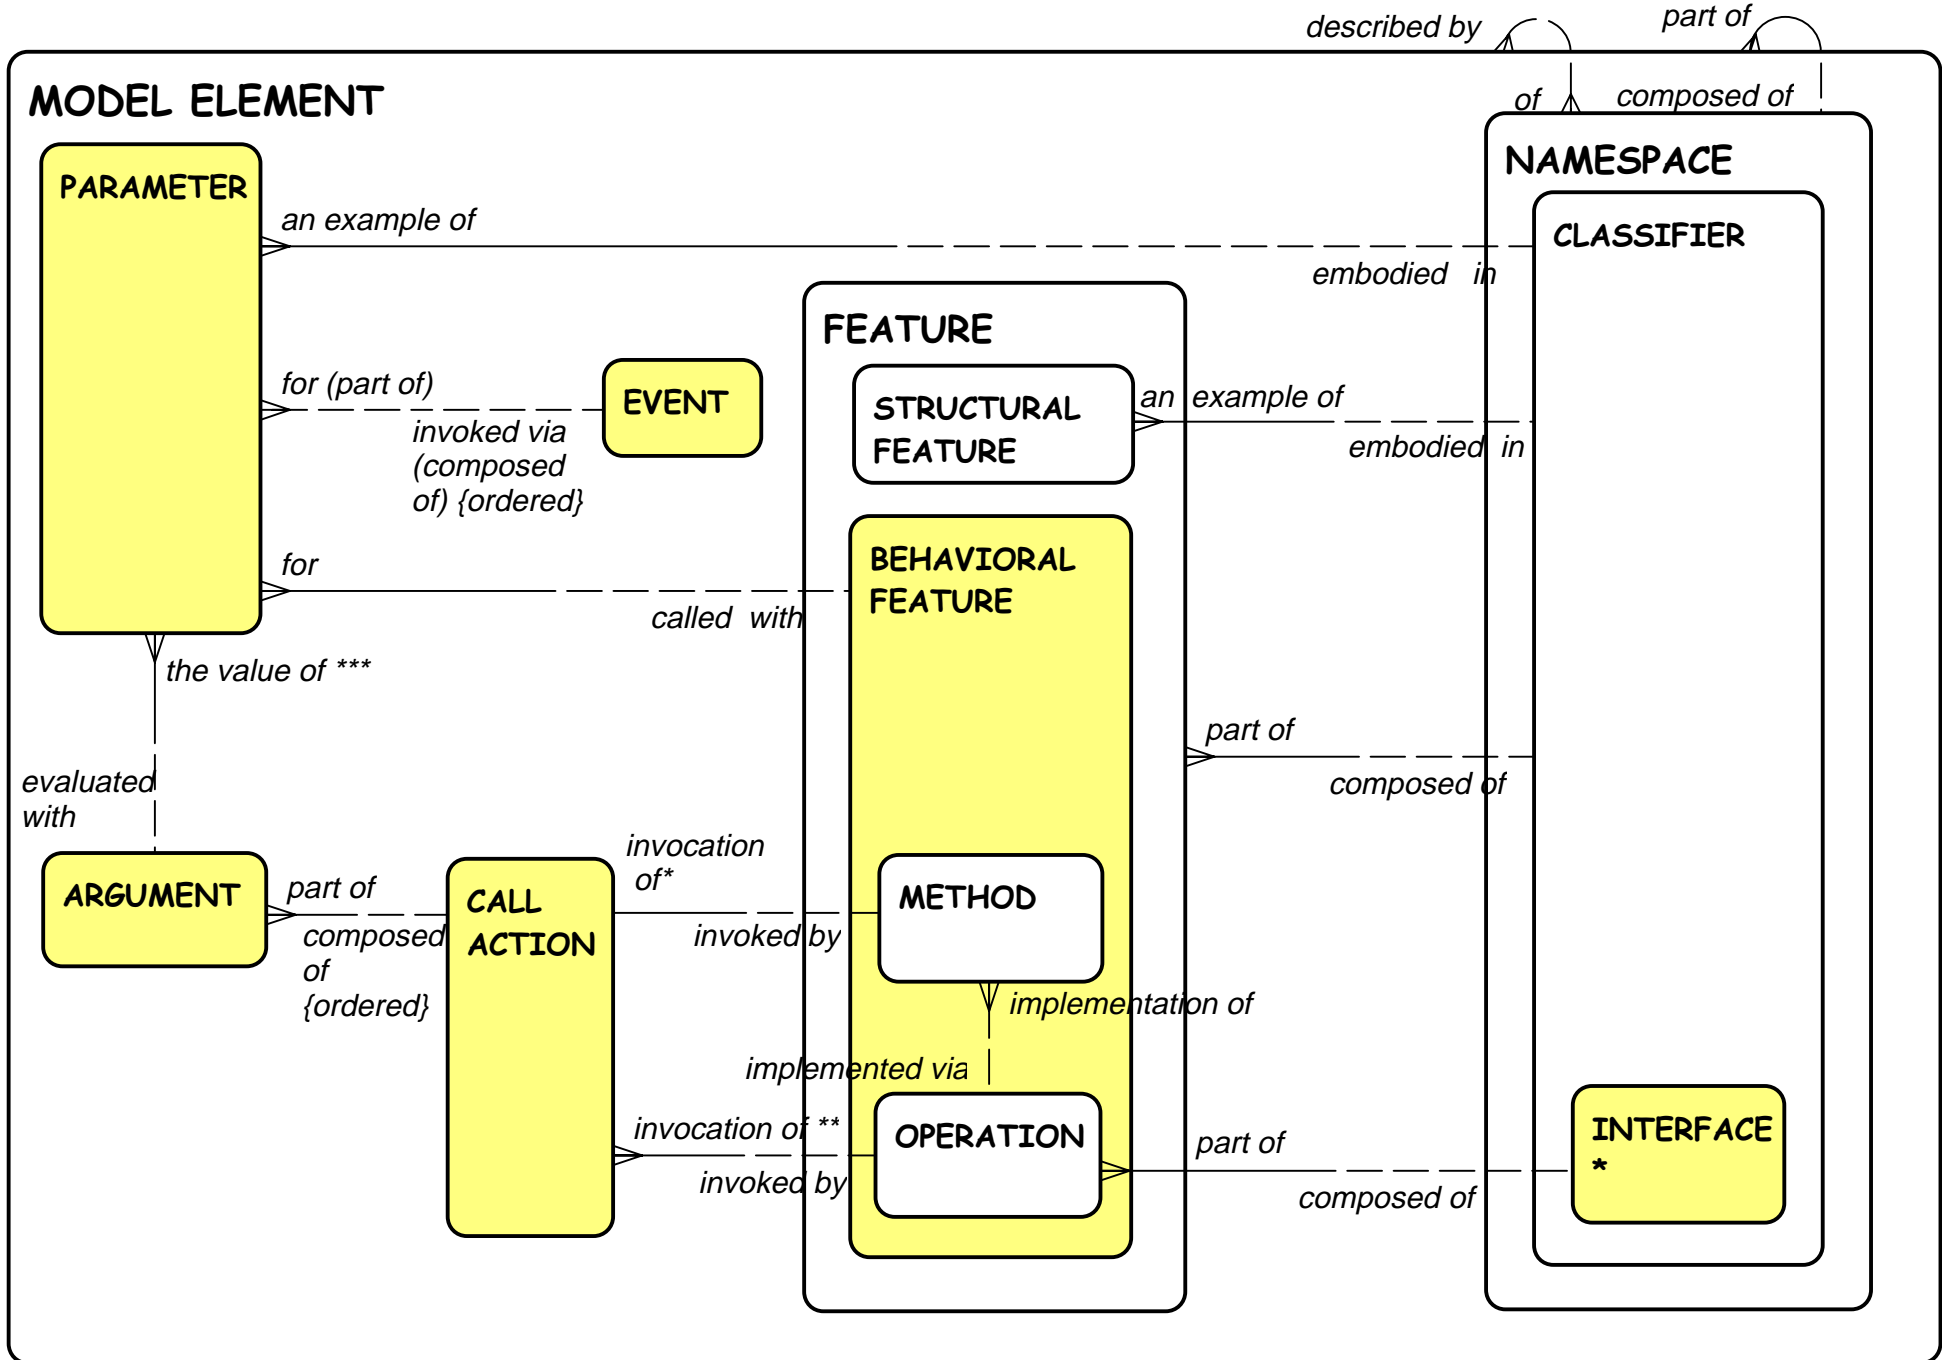 described by
part of
MODEL ELEMENT
of
composed of
NAMESPACE
PARAMETER
an example of
CLASSIFIER
embodied in
FEATURE
for (part of)
EVENT
invoked via
(composed
of) {ordered}
STRUCTURAL
FEATURE
an example of
embodied in
for
called with
BEHAVIORAL
FEATURE
the value of ***
part of
composed of
evaluated
with
ARGUMENT
part of
composed
of
{ordered}
CALL
ACTION
invocation
of*
invoked by
METHOD
implementation of
implemented via
invocation of **
invoked by
OPERATION
part of
composed of
INTERFACE
*